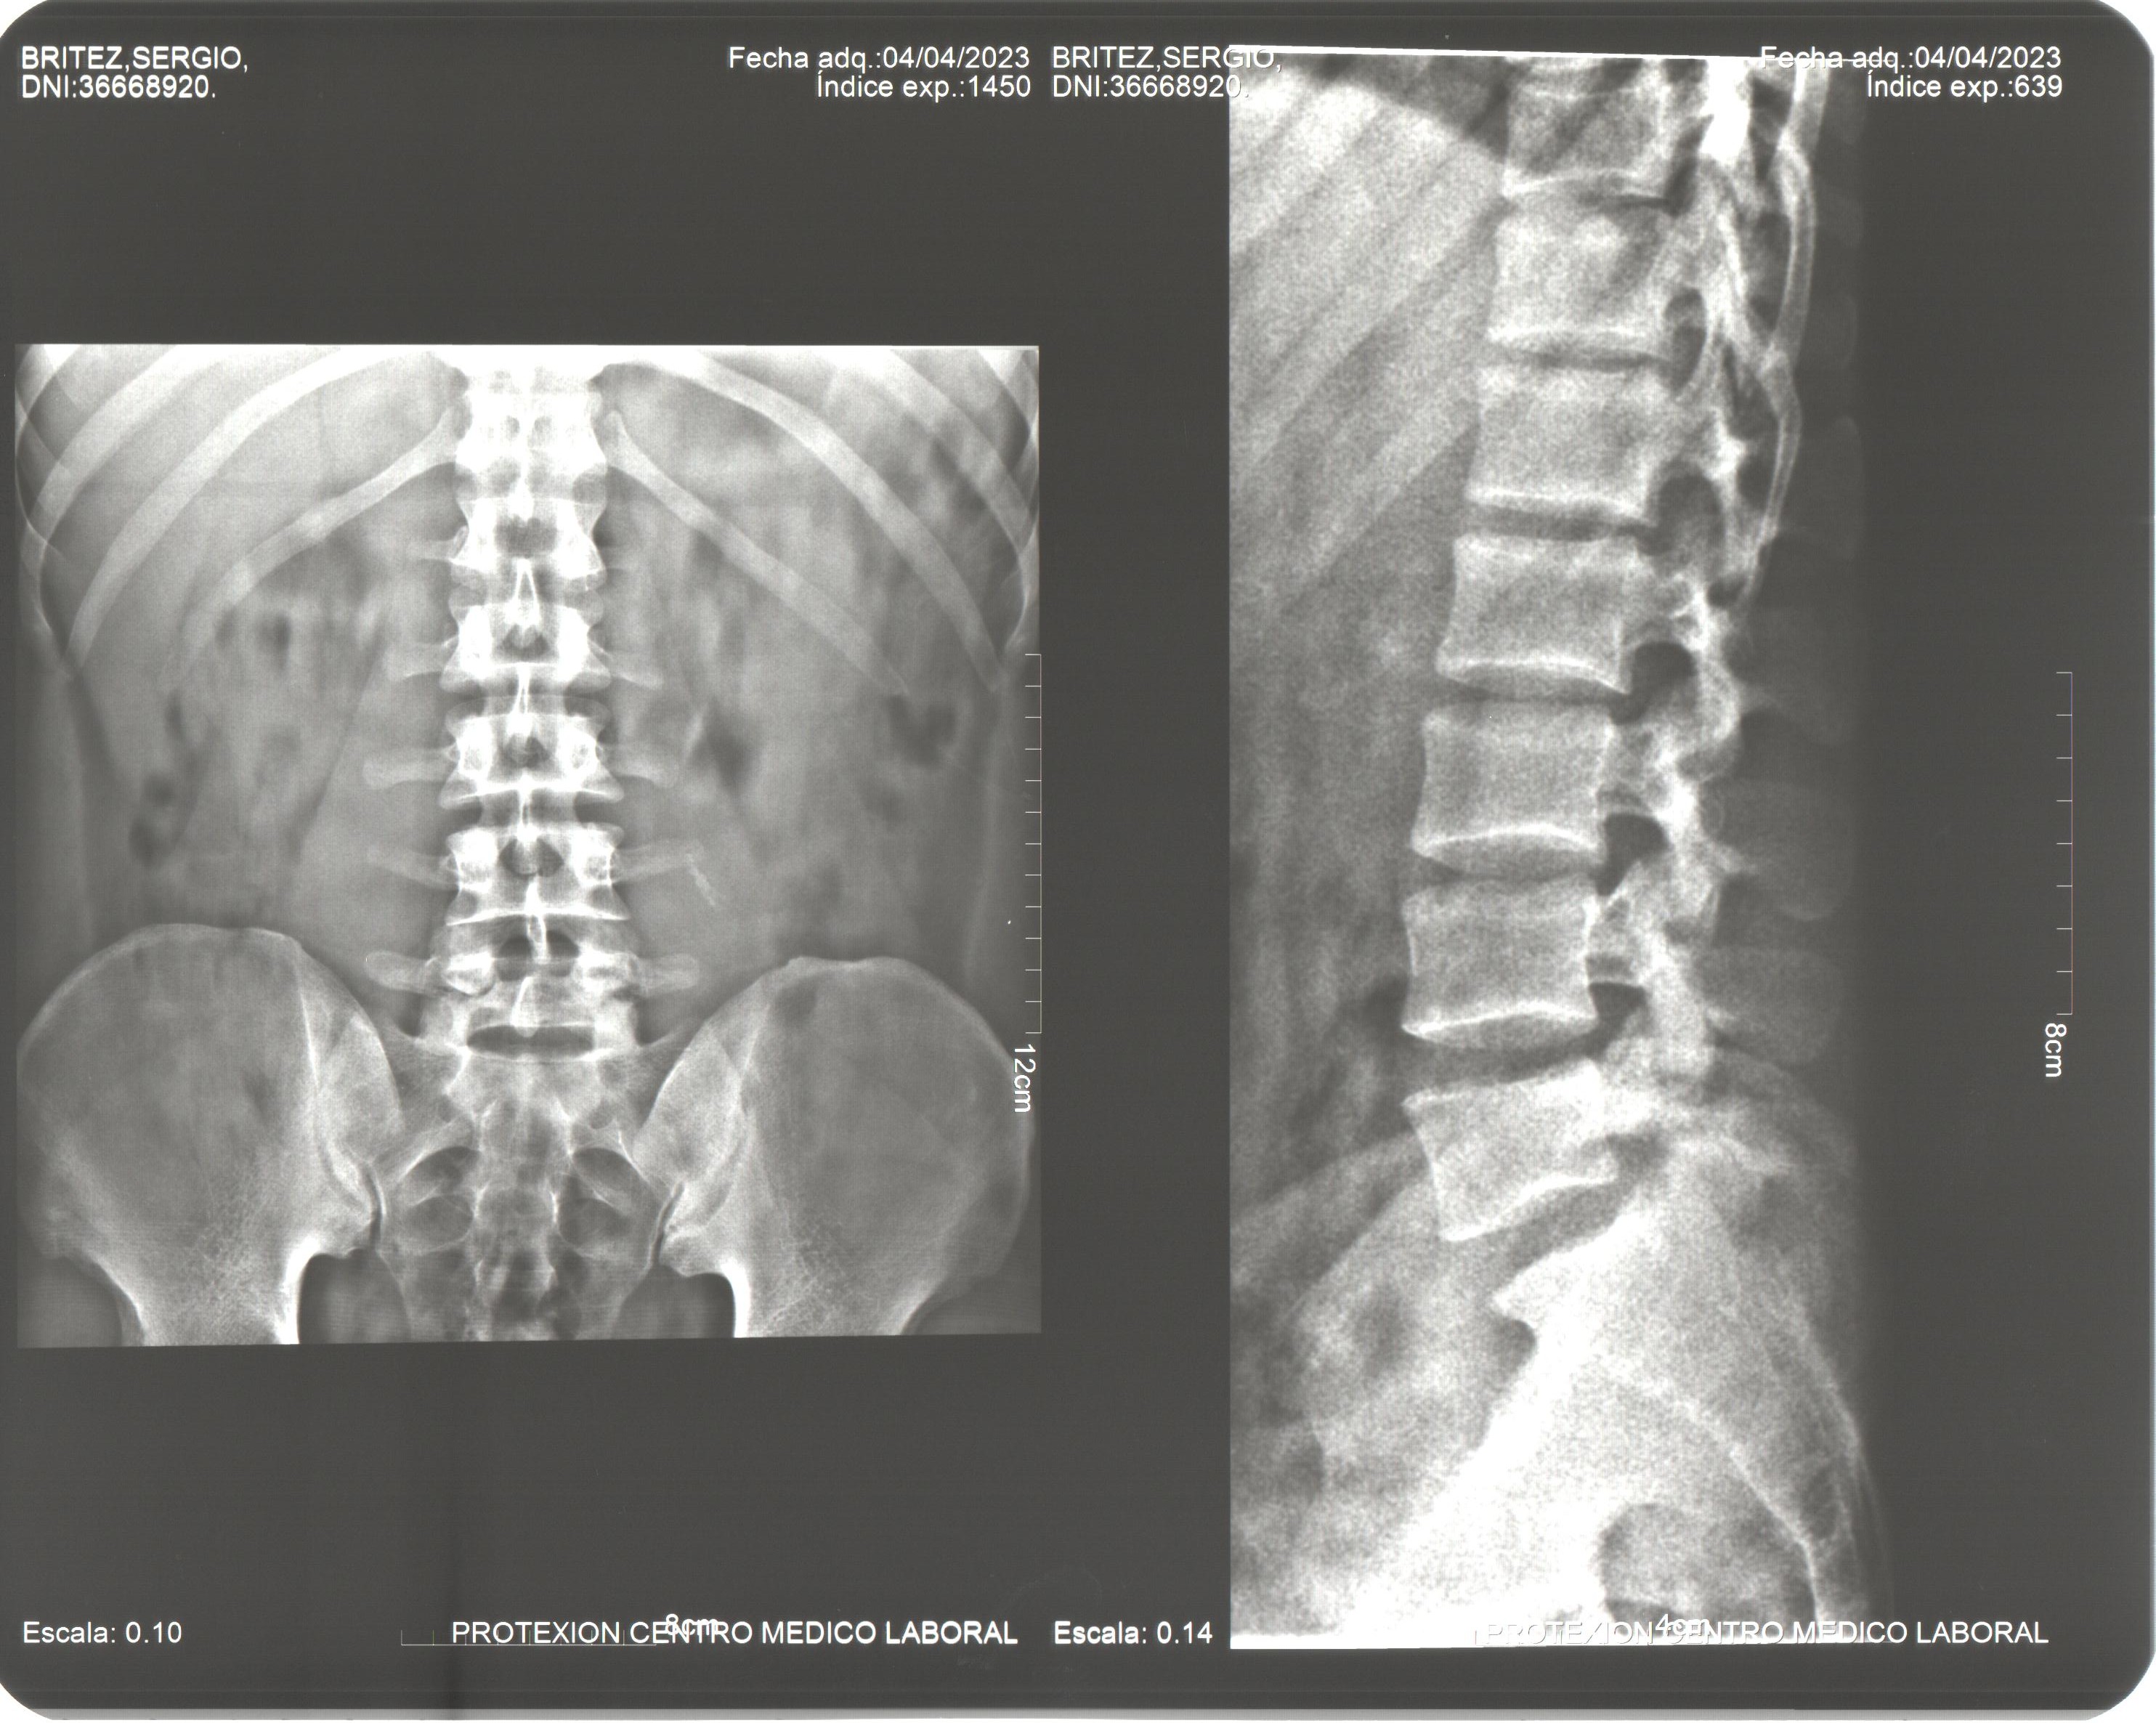 BRITEZ,SERGIO,
DNI:36668920.
Fecha adq.:04/04/2023
Índice exp.:1450
BRITEZ,SERGIO,
DNI:36668920.
Fecha adq.:04/04/2023
Índice exp.:639
12cm
8cm
Escala: 0.10
8cm
PROTEXION CENTRO MEDICO LABORAL
Escala: 0.14
4cm
PROTEXION CENTRO MEDICO LABORAL